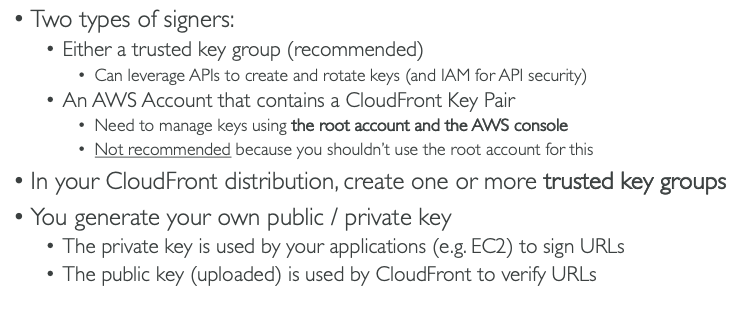 • Two types of signers:
• Either a trusted key group (recommended)
• Can leverage APIs to create and rotate keys (and IAM for API security)
• An AWS Account that contains a CloudFront Key Pair
• Need to manage keys using the root account and the AWS console
• Not recommended because you shouldn't use the root account for this
• In your CloudFront distribution, create one or more trusted key groups
• You generate your own public / private key
• The private key is used by your applications (e.g. EC2) to sign URLs
• The public key (uploaded) is used by CloudFront to verify URLs